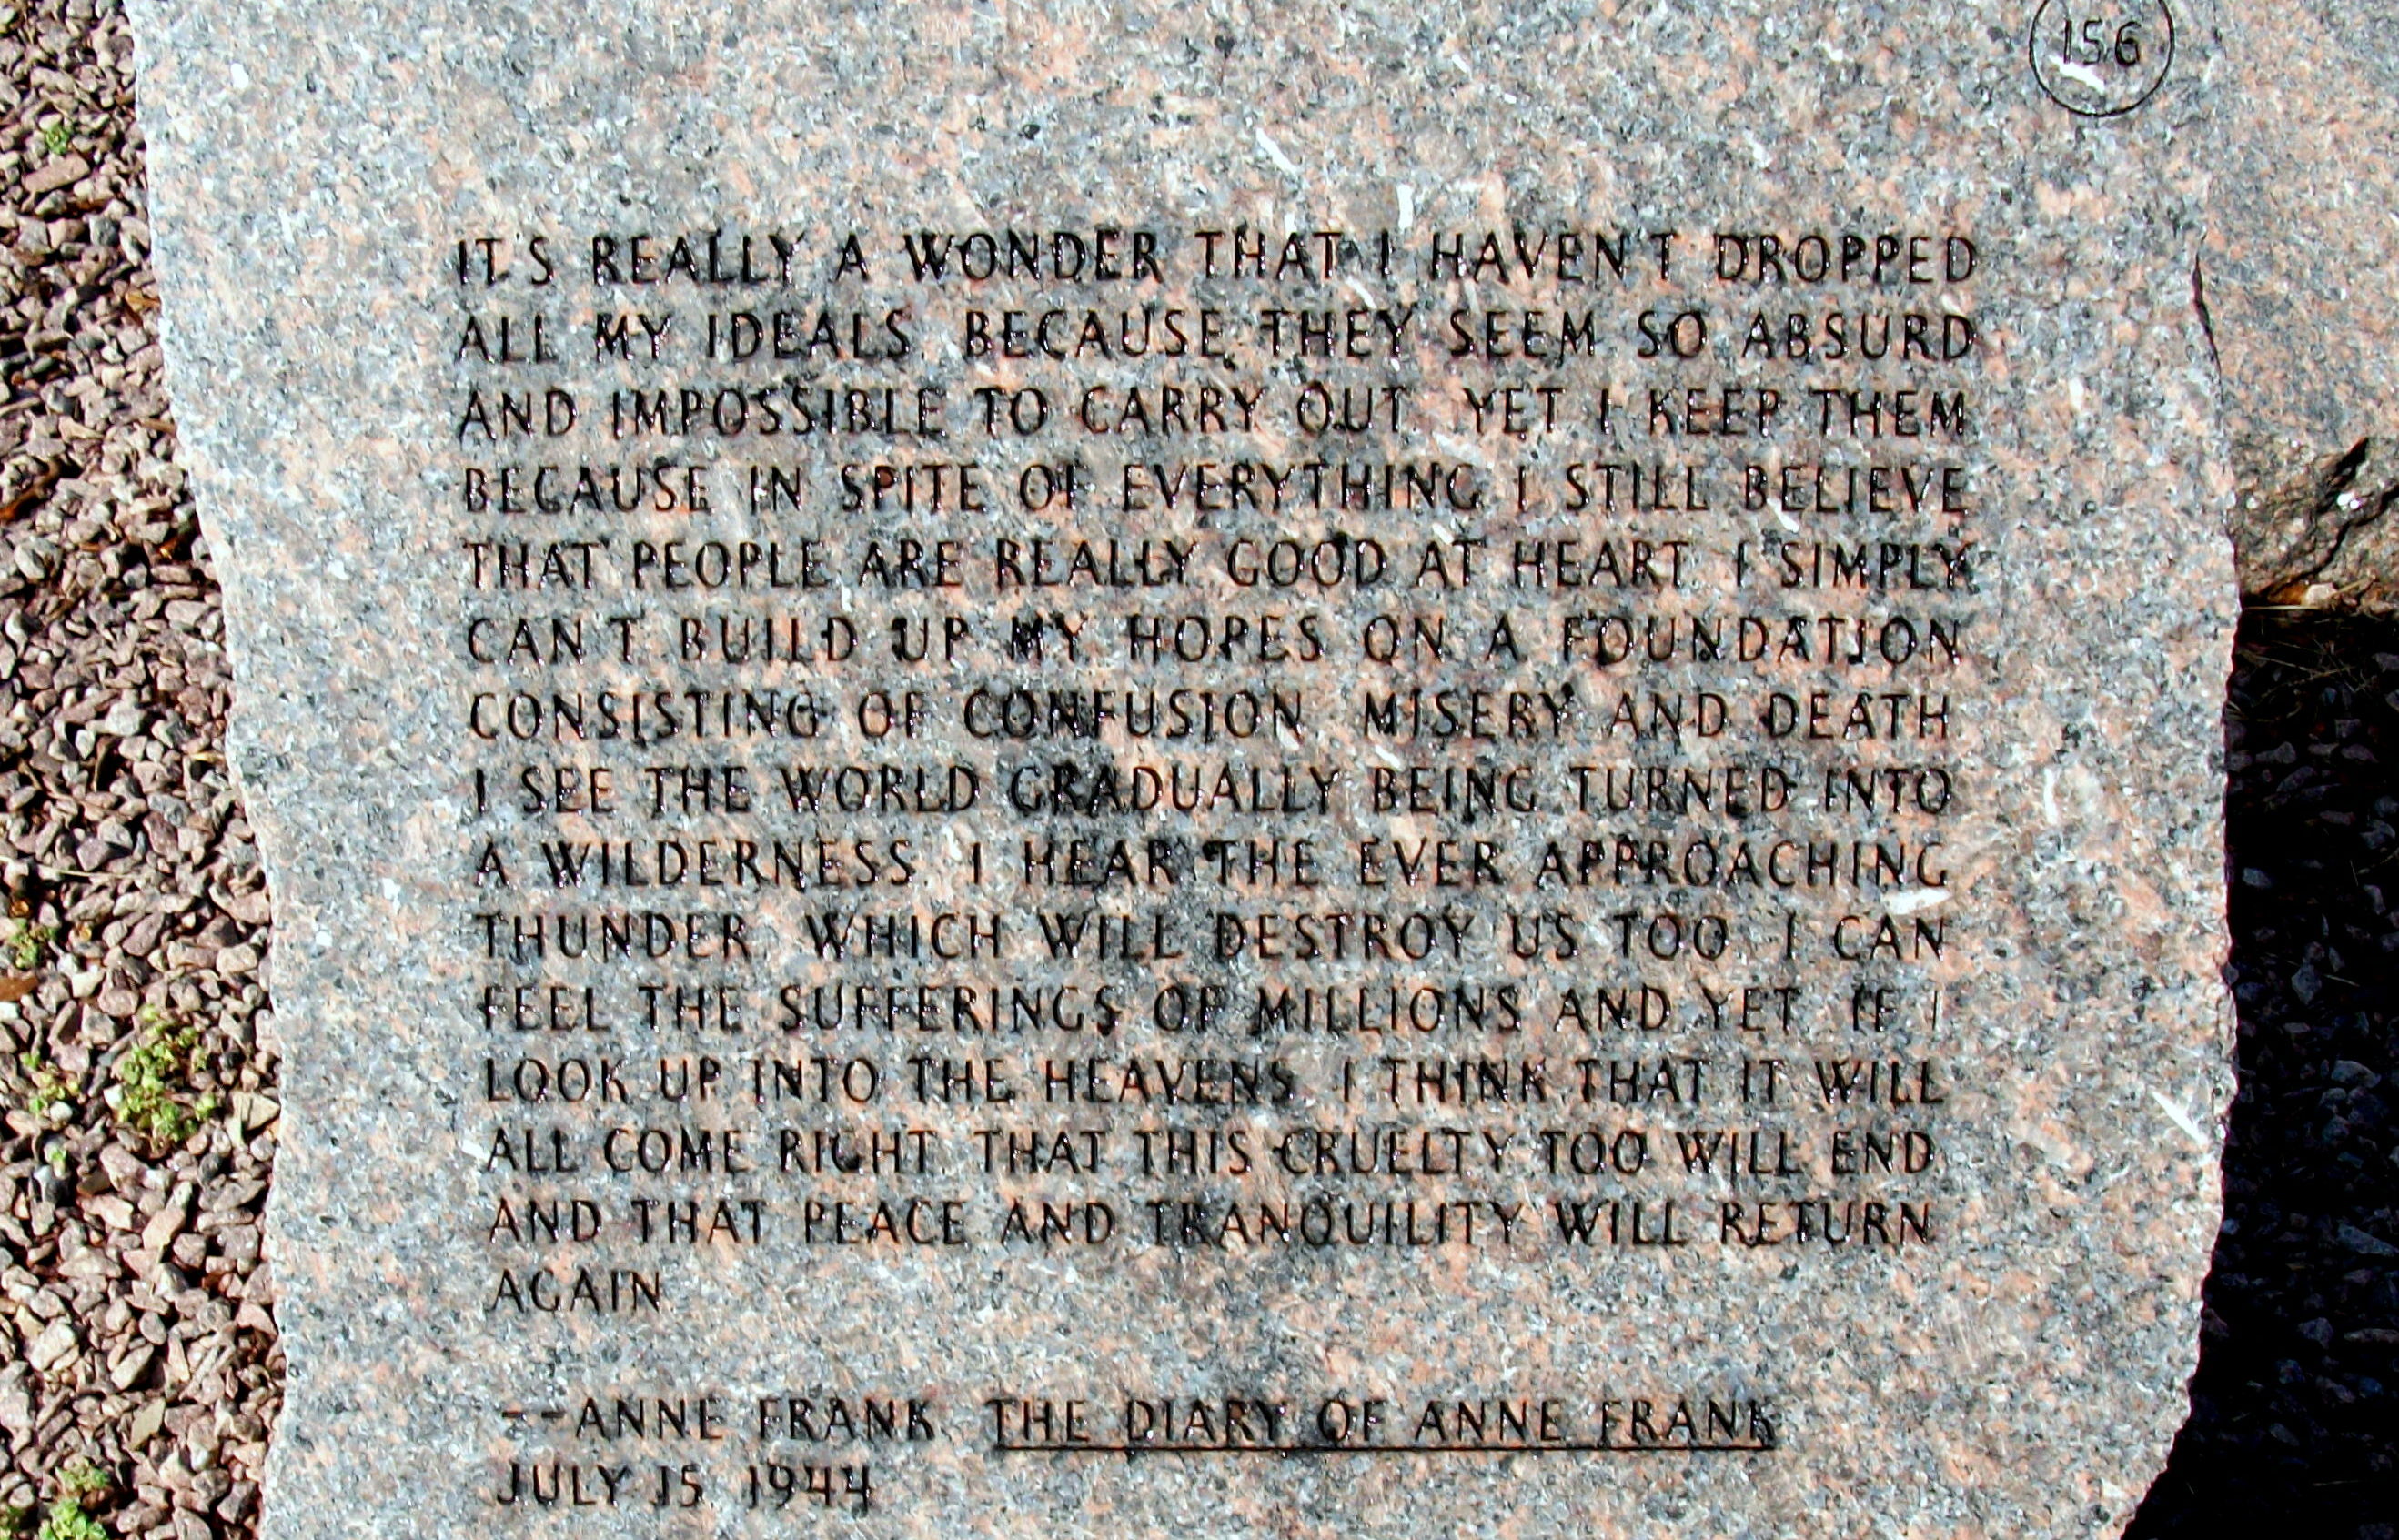 156
IT'S REALLY A WONDER THAT I HAVEN'T DROPPED
ALL MY IDEALS, BECAUSE THEY SEEM SO ABSURD
AND IMPOSSIBLE TO CARRY OUT. YET I KEEP THEM
BECAUSE IN SPITE OF EVERYTHING I STILL BELIEVE
THAT PEOPLE ARE REALLY GOOD AT HEART. I SIMPLY
CAN'T BUILD UP MY HOPES ON A FOUNDATION
CONSISTING OF CONFUSION, MISERY AND DEATH
I SEE THE WORLD GRADUALLY BEING TURNED INTO
A WILDERNESS. I HEAR THE EVER APPROACHING
THUNDER, WHICH WILL DESTROY US TOO. I CAN
FEEL THE SUFFERINGS OF MILLIONS AND YET, IF I
LOOK UP INTO THE HEAVENS, I THINK THAT IT WILL
ALL COME RIGHT, THAT THIS CRUELTY TOO WILL END
AND THAT PEACE AND TRANQUILITY WILL RETURN
AGAIN.
--ANNE FRANK, THE DIARY OF ANNE FRANK
JULY 15, 1944